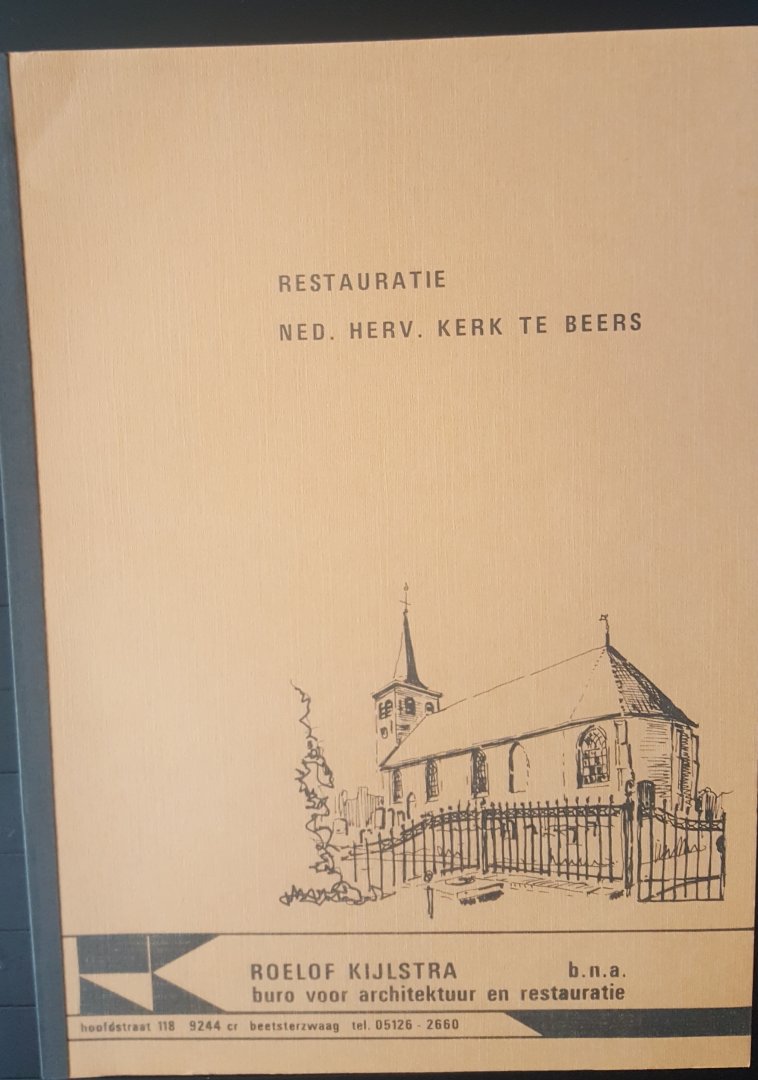 RESTAURATIE
NED. HERV. KERK TE BEERS
ROELOF KIJLSTRA b.n.a.
buro voor architektuur en restauratie
hoofdstraat 118 9244 cr beetsterzwaag tel. 05126 - 2660